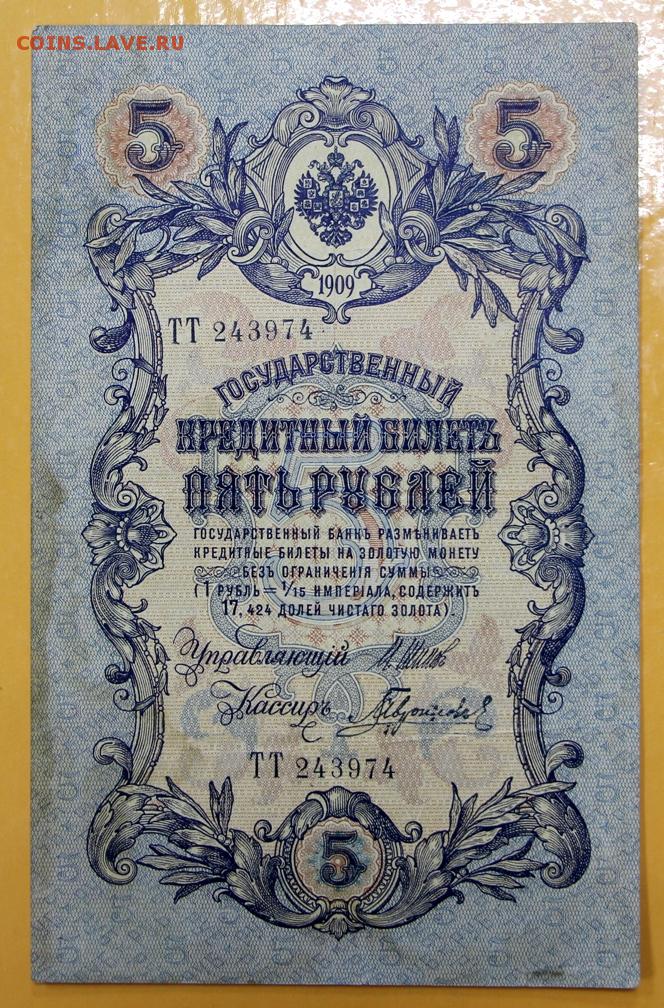 COINS.LAVE.RU
5 5
1909
ТТ 243974
ГОСУДАРСТВЕННЫЙ
КРЕДИТНЫЙ БИЛЕТЪ
ПЯТЬ РУБЛЕЙ
ГОСУДАРСТВЕННЫЙ БАНКЪ РАЗМѢНИВАЕТЪ
КРЕДИТНЫЕ БИЛЕТЫ НА ЗОЛОТУЮ МОНЕТУ
БЕЗЪ ОГРАНИЧЕНІЯ СУММЫ
(1 РУБЛЬ = 1/15 ИМПЕРІАЛА, СОДЕРЖИТЪ
17,424 ДОЛЕЙ ЧИСТАГО ЗОЛОТА).
Управляющій
Кассиръ
ТТ 243974
5